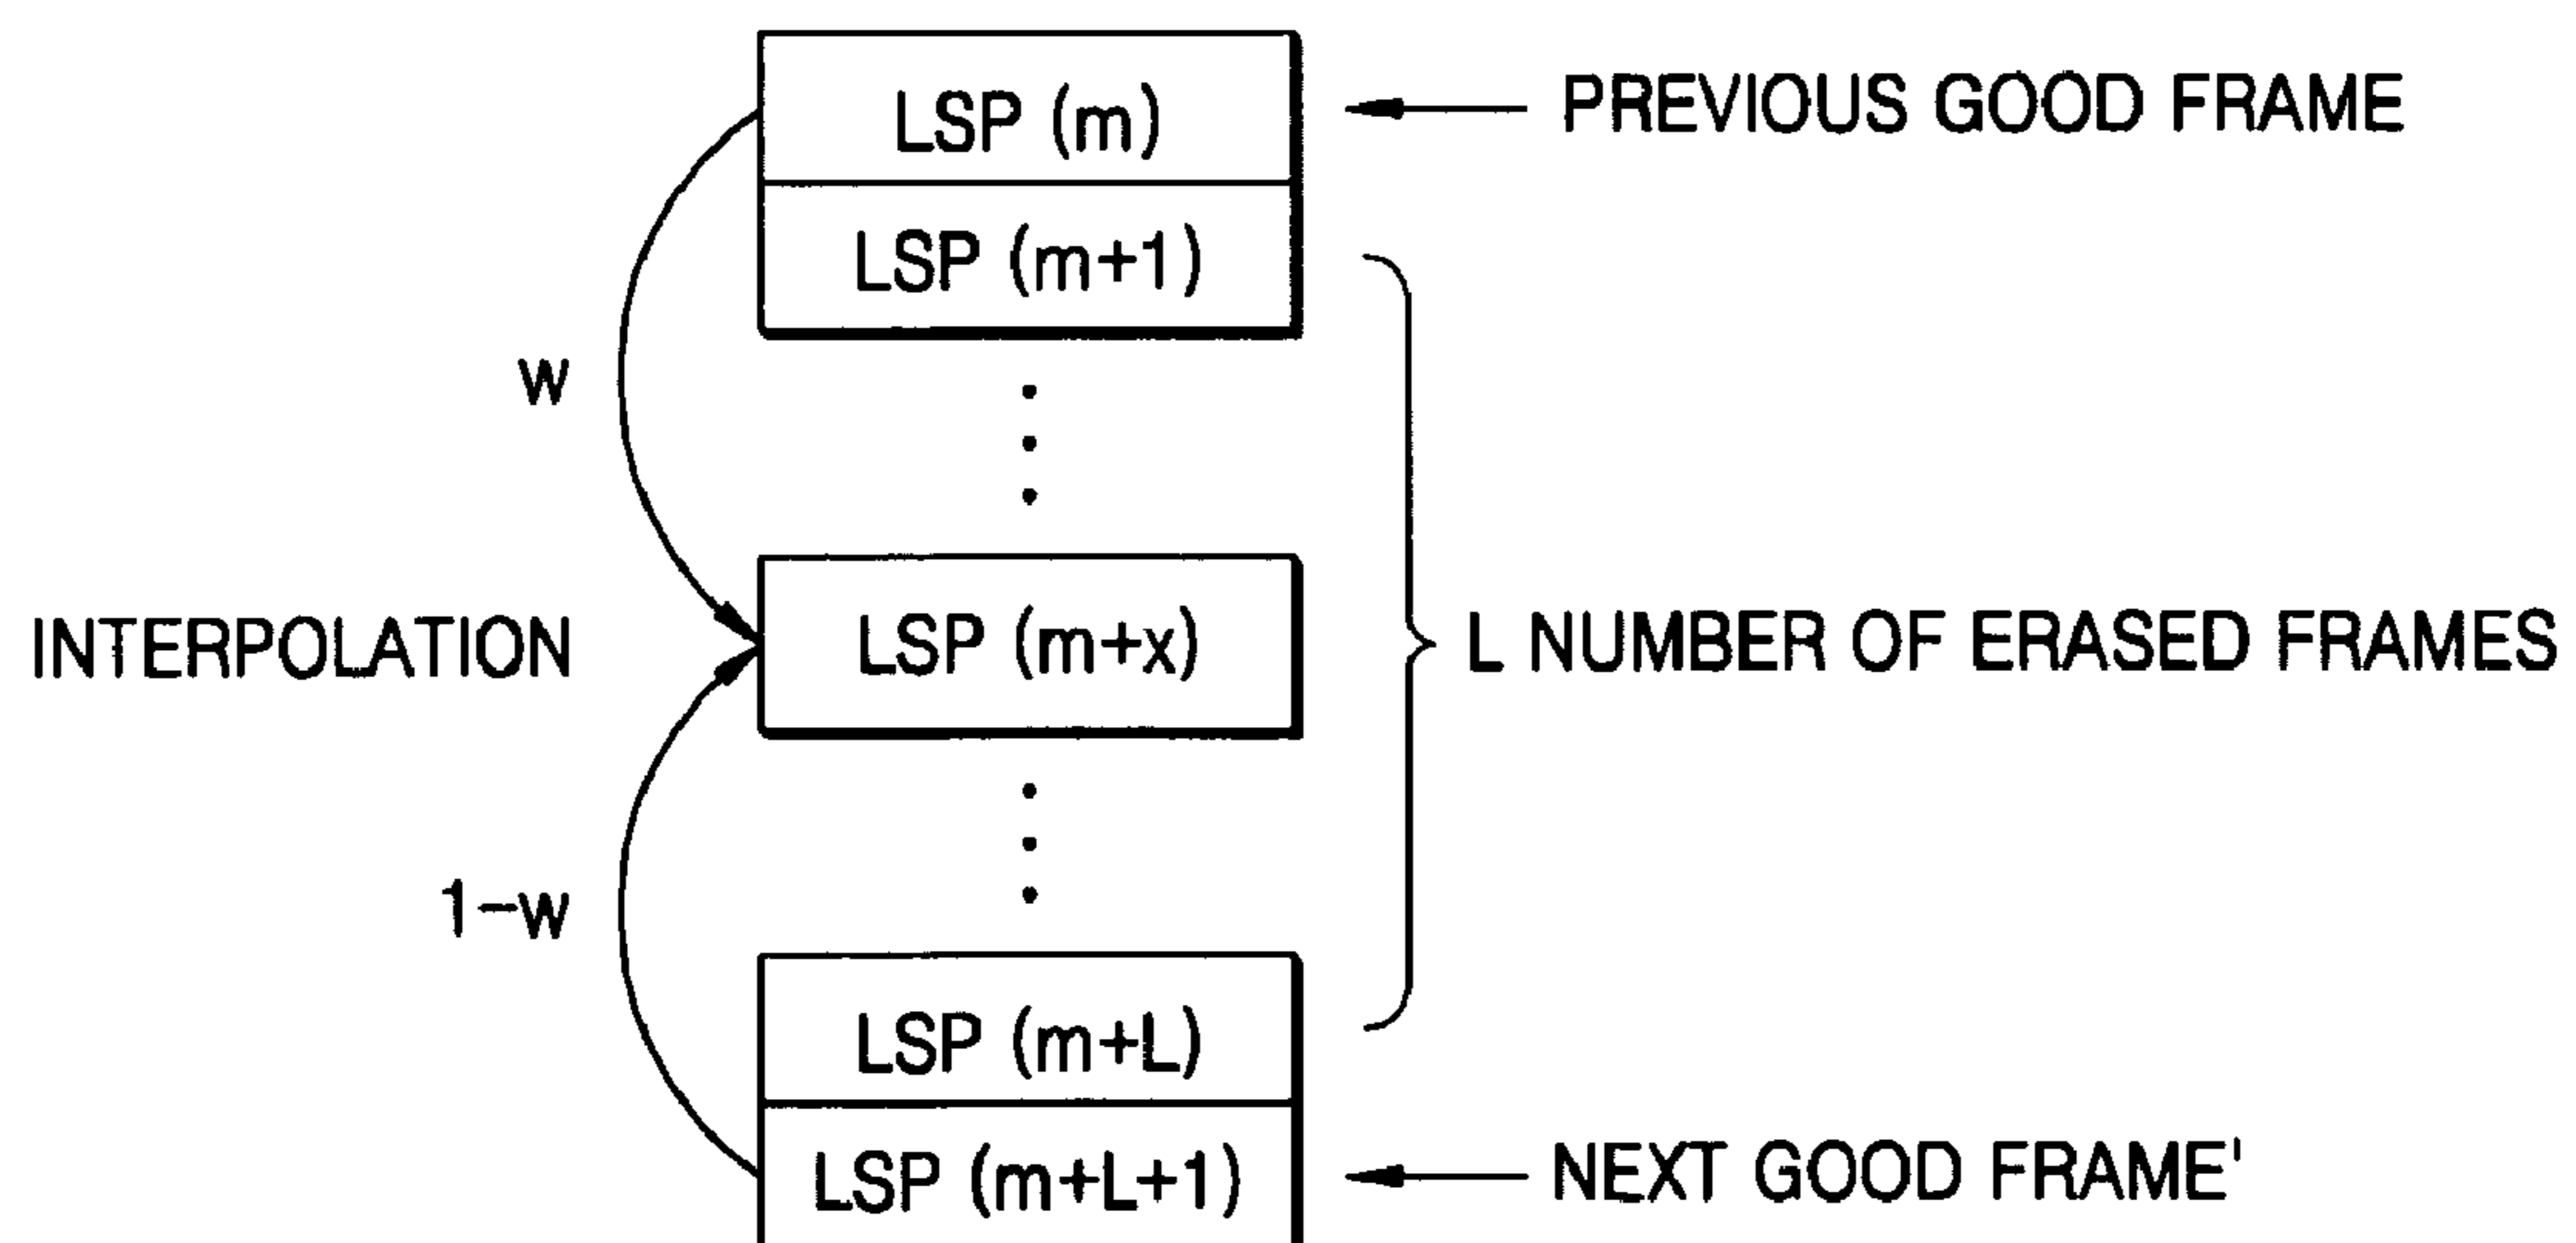 LSP (m)
PREVIOUS GOOD FRAME
LSP (m+1)
w
INTERPOLATION
LSP (m+x)
L NUMBER OF ERASED FRAMES
1-w
LSP (m+L)
LSP (m+L+1)
NEXT GOOD FRAME'